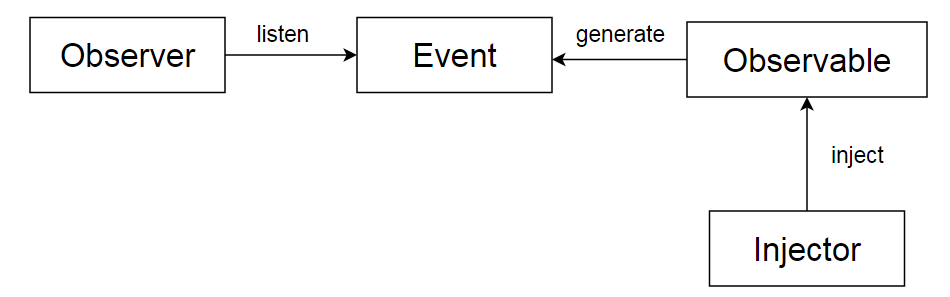 listen
generate
Observer
Event
Observable
inject
Injector